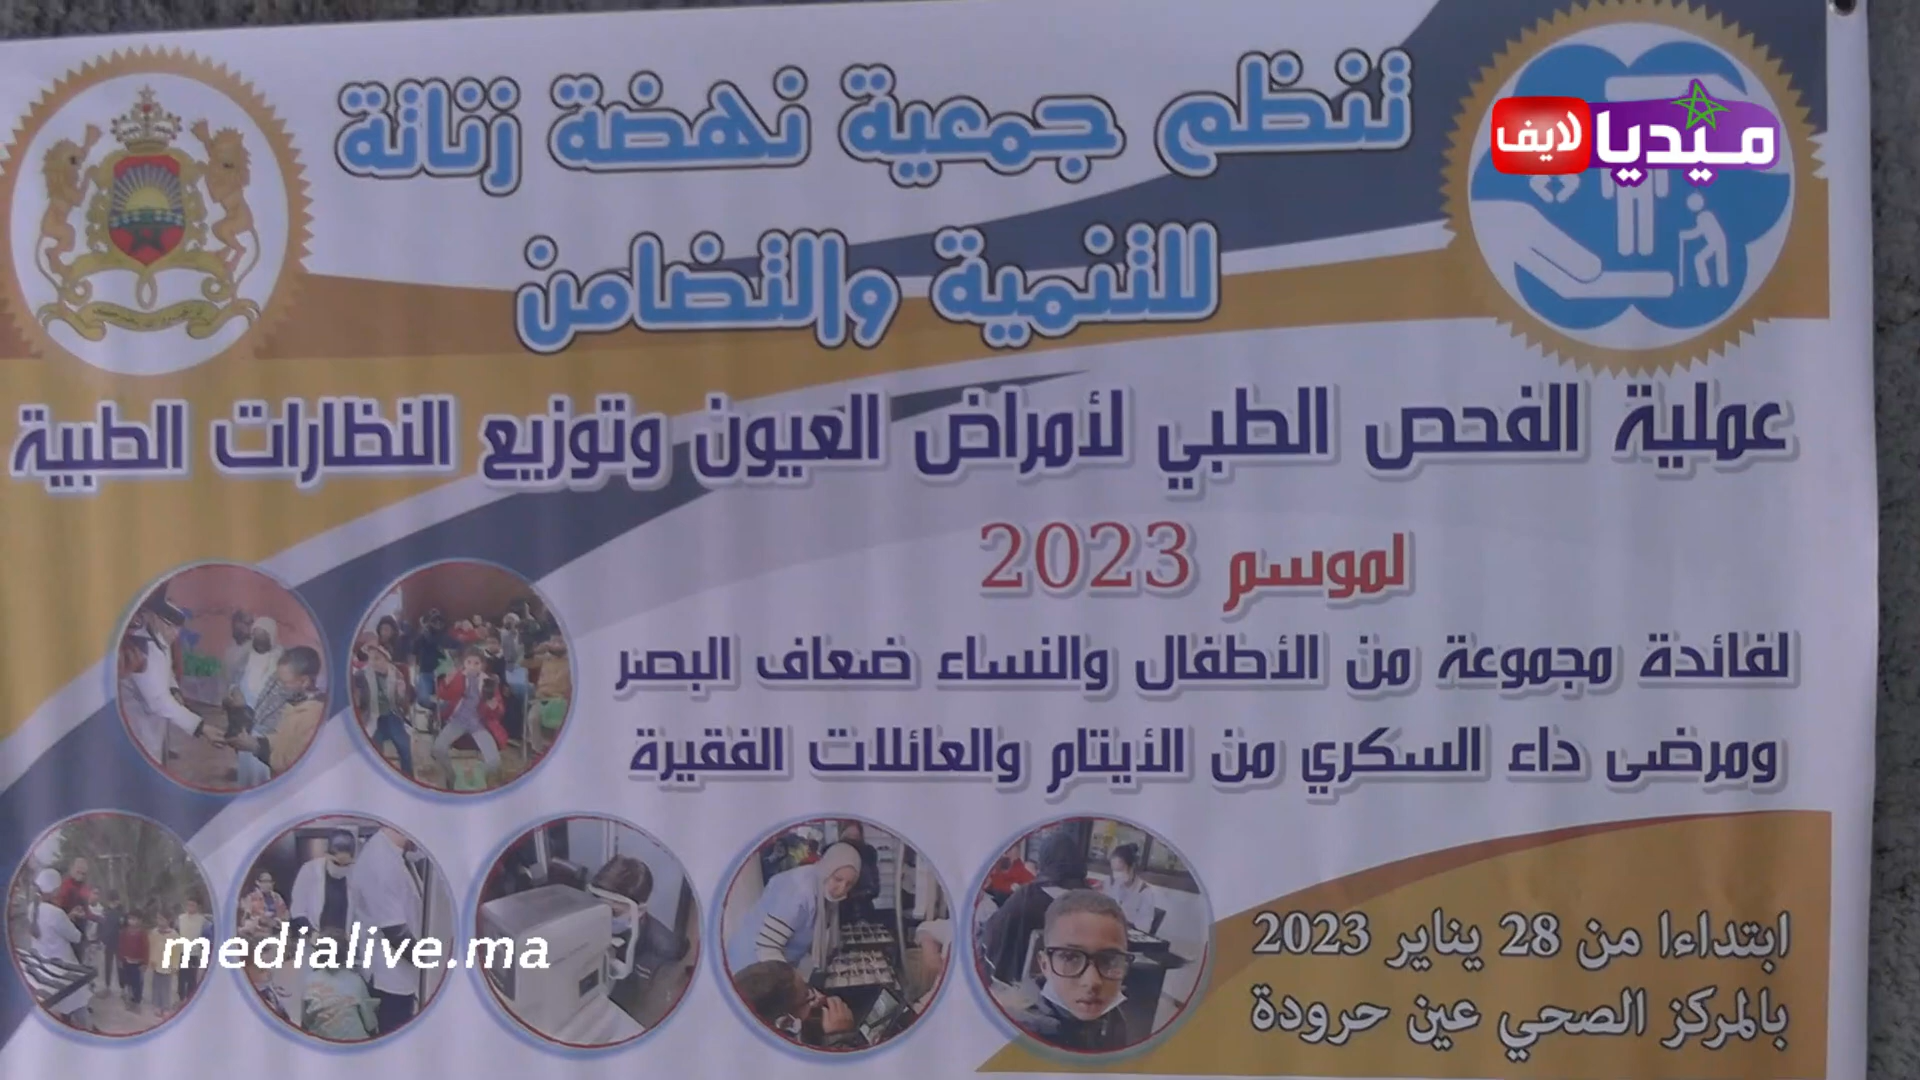 تنظم جمعية نهضة زناتة
للتنمية والتضامن
ميديا لايف
عملية الفحص الطبي لأمراض العيون وتوزيع النظارات الطبية
لموسم 2023
لفائدة مجموعة من الأطفال والنساء ضعاف البصر
ومرضى داء السكري من الأيتام والعائلات الفقيرة
ابتداءا من 28 يناير 2023
بالمركز الصحي عين حرودة
medialive.ma